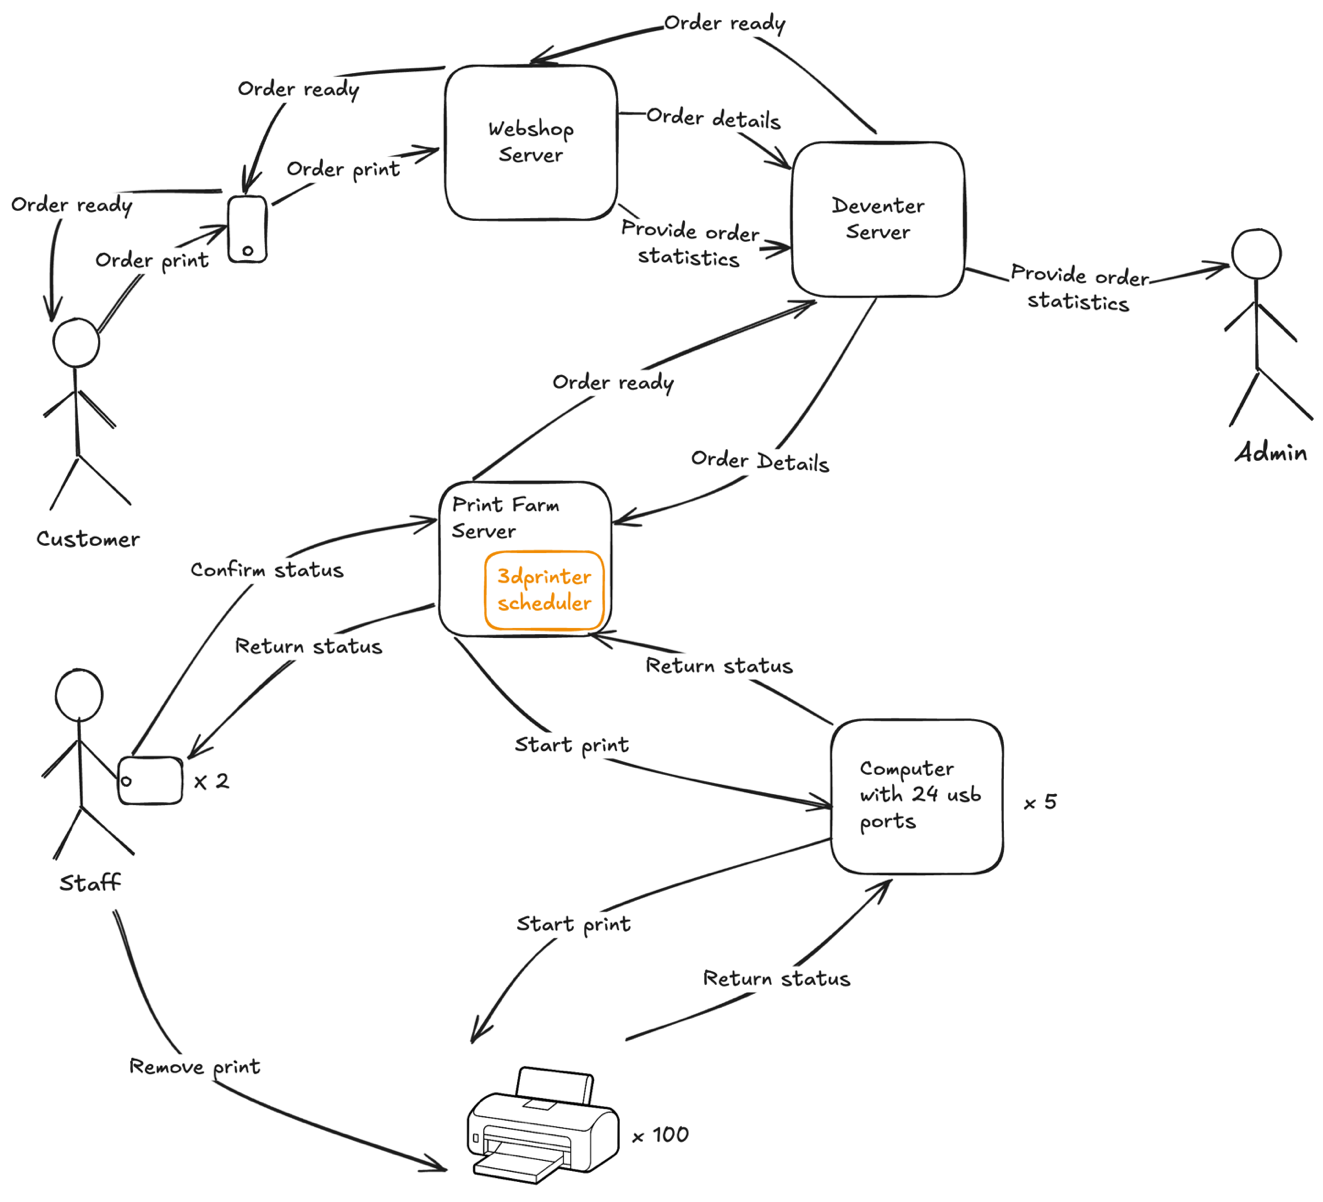 Order ready
Order ready
Webshop
Server
Order details
Order print
Order ready
Deventer
Server
Provide order
statistics
Order print
Provide order
statistics
Order ready
Admin
Order Details
Print Farm
Server
Customer
Confirm status
3dprinter
scheduler
Return status
Return status
Start print
x 2
Computer
with 24 usb
ports
x 5
Staff
Start print
Return status
Remove print
x 100